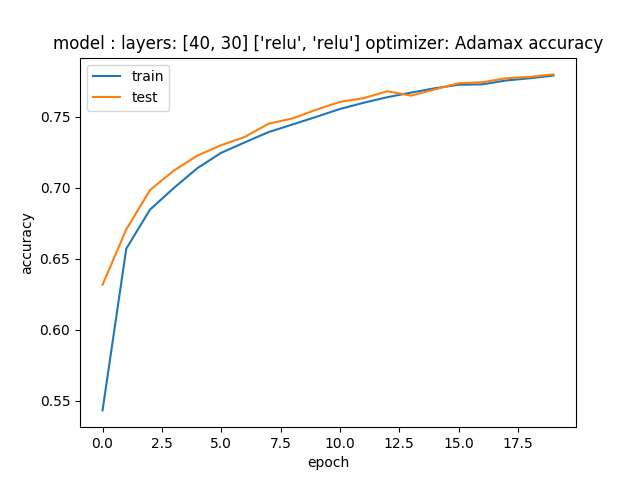 model : layers: [40, 30] ['relu', 'relu'] optimizer: Adamax accuracy
train
test
accuracy
0.75
0.70
0.65
0.60
0.55
0.0 2.5 5.0 7.5 10.0 12.5 15.0 17.5
epoch